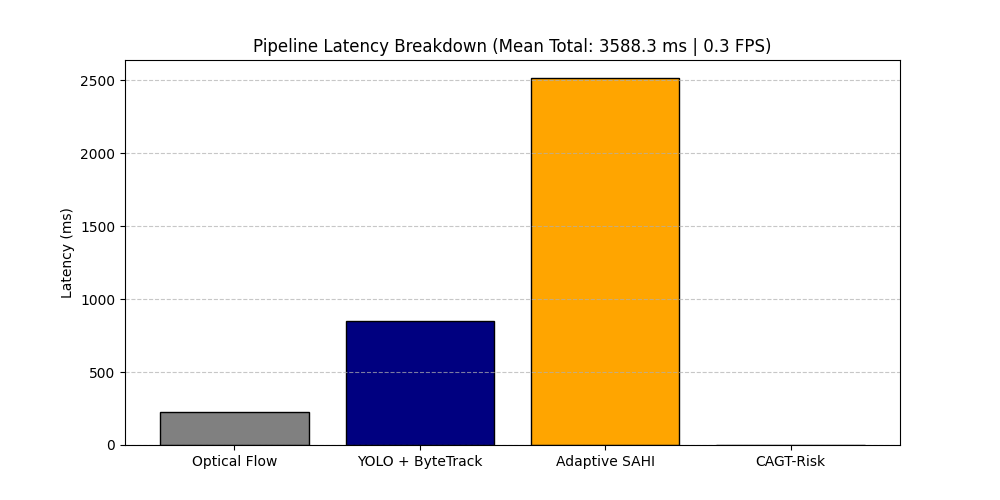 Pipeline Latency Breakdown (Mean Total: 3588.3 ms | 0.3 FPS)
Latency (ms)
2500
2000
1500
1000
500
0
Optical Flow
YOLO + ByteTrack
Adaptive SAHI
CAGT-Risk